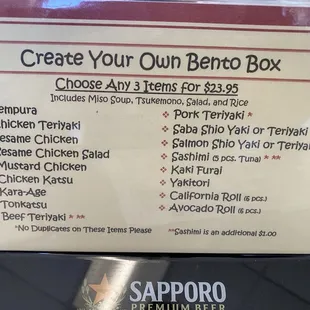 Create Your Own Bento Box
Choose Any 3 Items for $23.95
Includes Miso Soup, Tsukemono, Salad, and Rice
empura
Chicken Teriyaki
Sesame Chicken
Sesame Chicken Salad
Mustard Chicken
Chicken Katsu
Kara-Age
Tonkatsu
Beef Teriyaki * **
Pork Teriyaki *
Saba Shio Yaki or Teriyaki
Salmon Shio Yaki or Teriyaki
Sashimi (5 pcs. Tuna) * **
Kaki Furai
Yakitori
California Roll (6 pcs.)
Avocado Roll (6 pcs.)
*No Duplicates on These Items Please
**Sashimi is an additional $1.00
SAPPORO
PREMIUM BEER